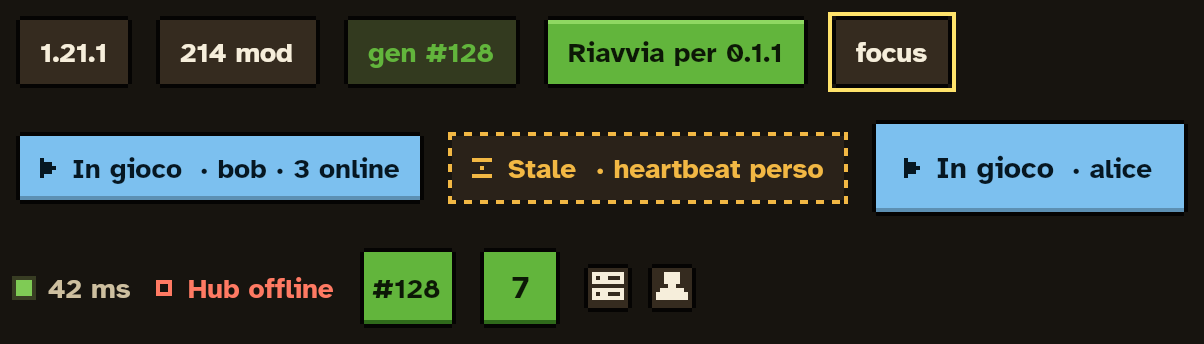 1.21.1 214 mod gen #128 Riavvia per 0.1.1 focus
In gioco · bob · 3 online Stale · heartbeat perso In gioco · alice
42 ms Hub offline #128 7